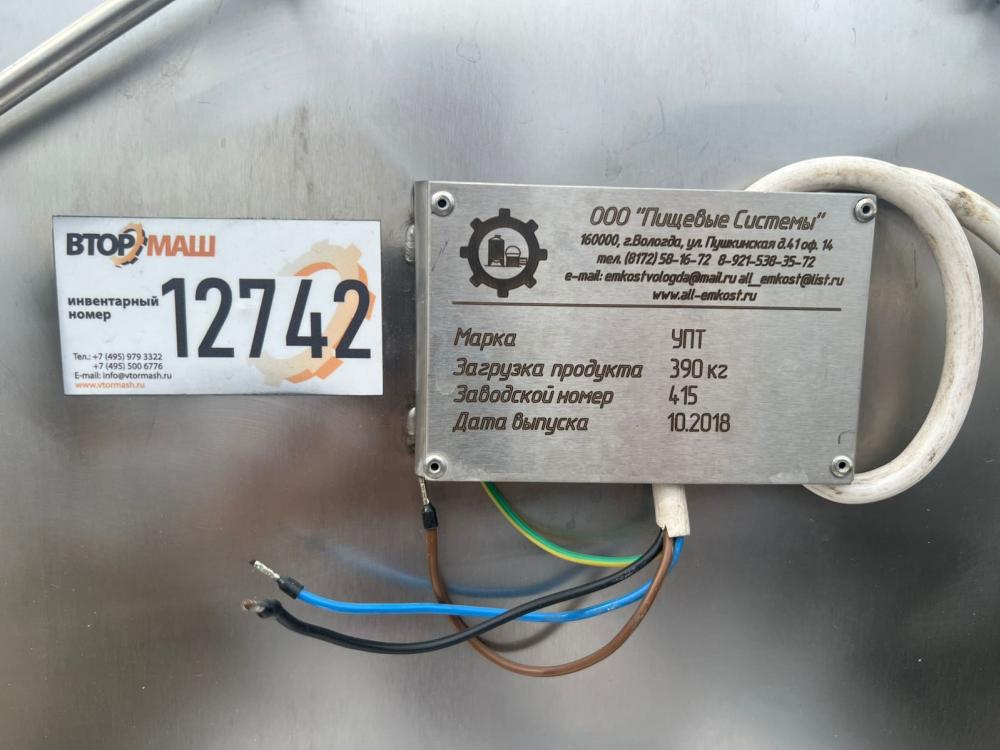 ВТОРМАШ
инвентарный
номер
12742
Тел.: +7 (495) 979 3322
+7 (495) 500 6776
E-mail: info@vtormash.ru
www.vtormash.ru
ООО "Пищевые Системы"
160000, г.Вологда, ул. Пушкинская д.41 оф. 14
тел. (8172) 58-16-72 8-921-538-35-72
e-mail: emkostvologda@mail.ru all_emkost@list.ru
www.all-emkost.ru
Марка УПТ
Загрузка продукта 390 кг
Заводской номер 415
Дата выпуска 10.2018